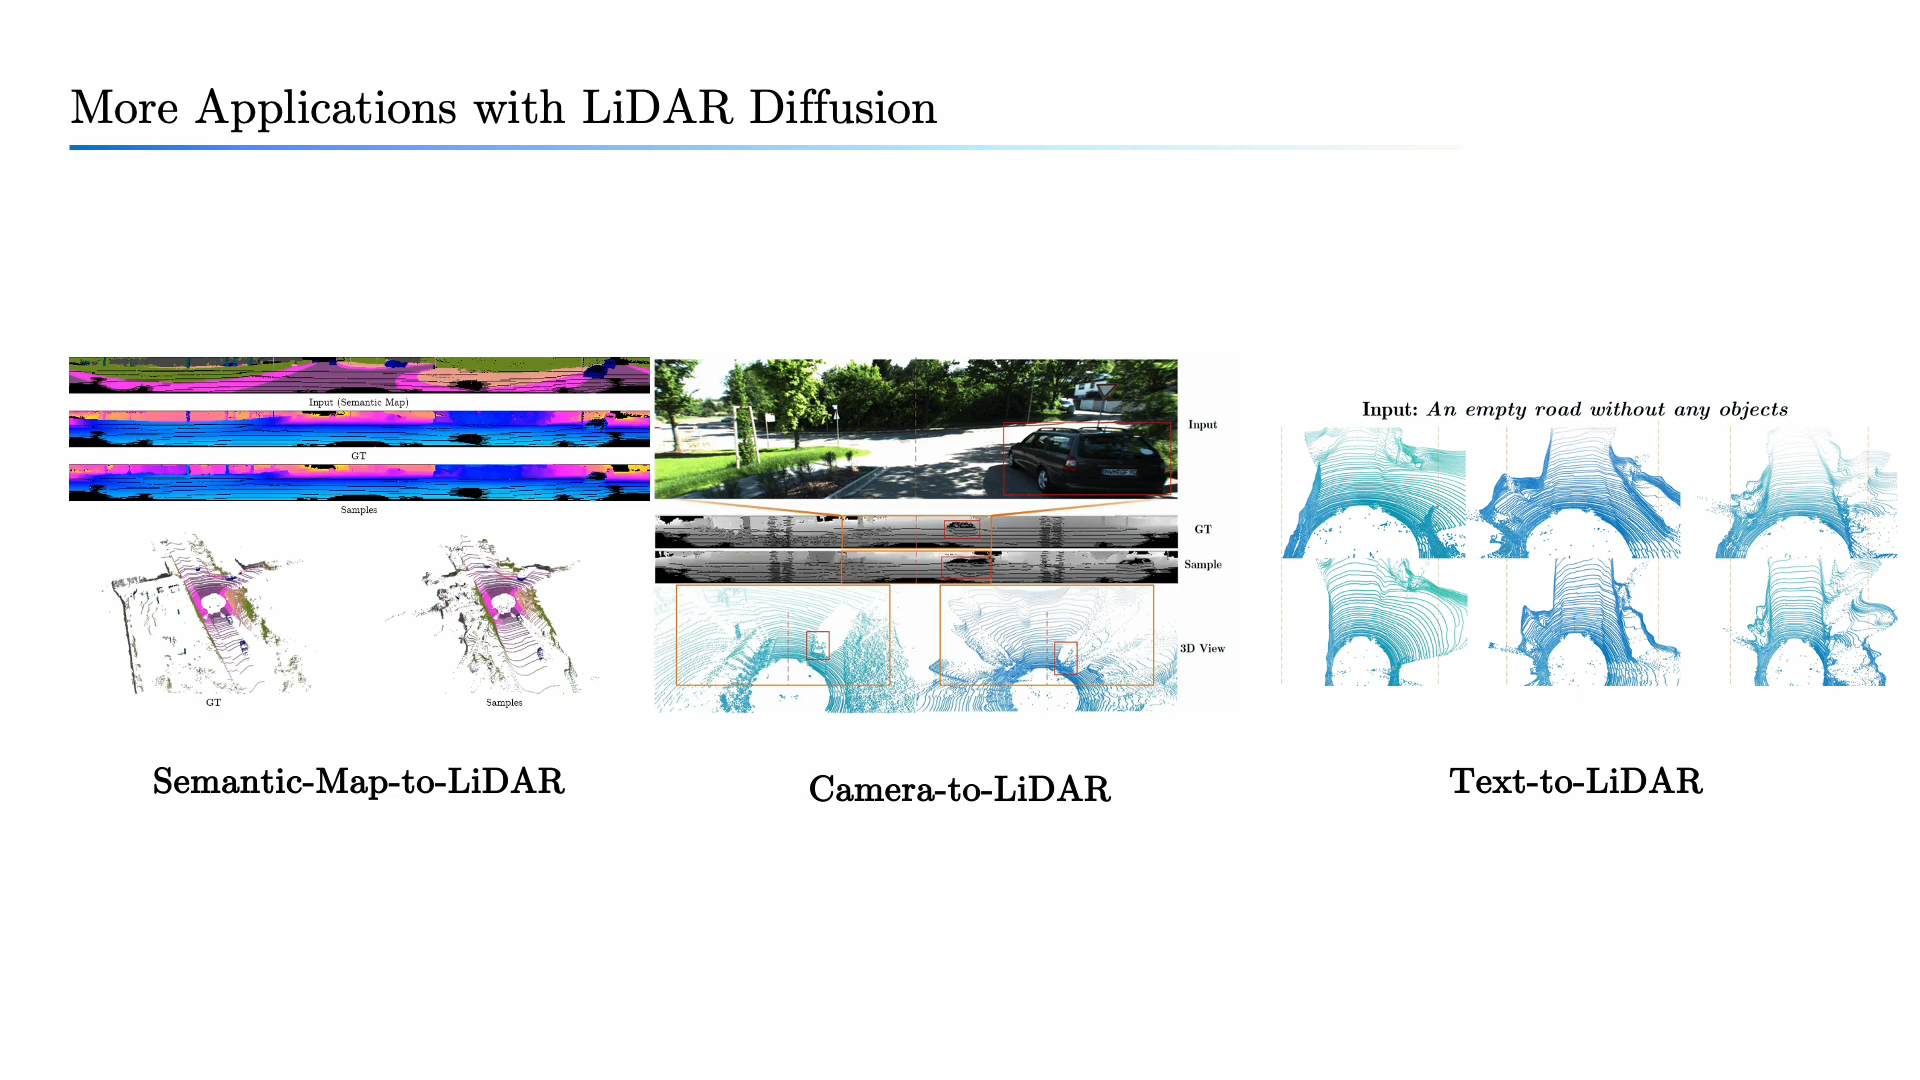 More Applications with LiDAR Diffusion
Input (Semantic Map)
GT
Samples
GT
Samples
Semantic-Map-to-LiDAR
Input
GT
Sample
3D View
Camera-to-LiDAR
Input: An empty road without any objects
Text-to-LiDAR